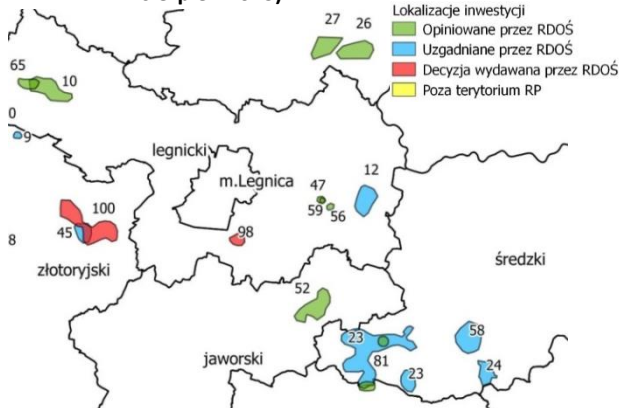 Lokalizacje inwestycji
Opiniowane przez RDOŚ
Uzgadniane przez RDOŚ
Decyzja wydawana przez RDOŚ
Poza terytorium RP
27
26
65
10
0
9
legnicki
m.Legnica
47
12
59
56
100
45
98
8
złotoryjski
średzki
52
23
58
jaworski
81
23
24